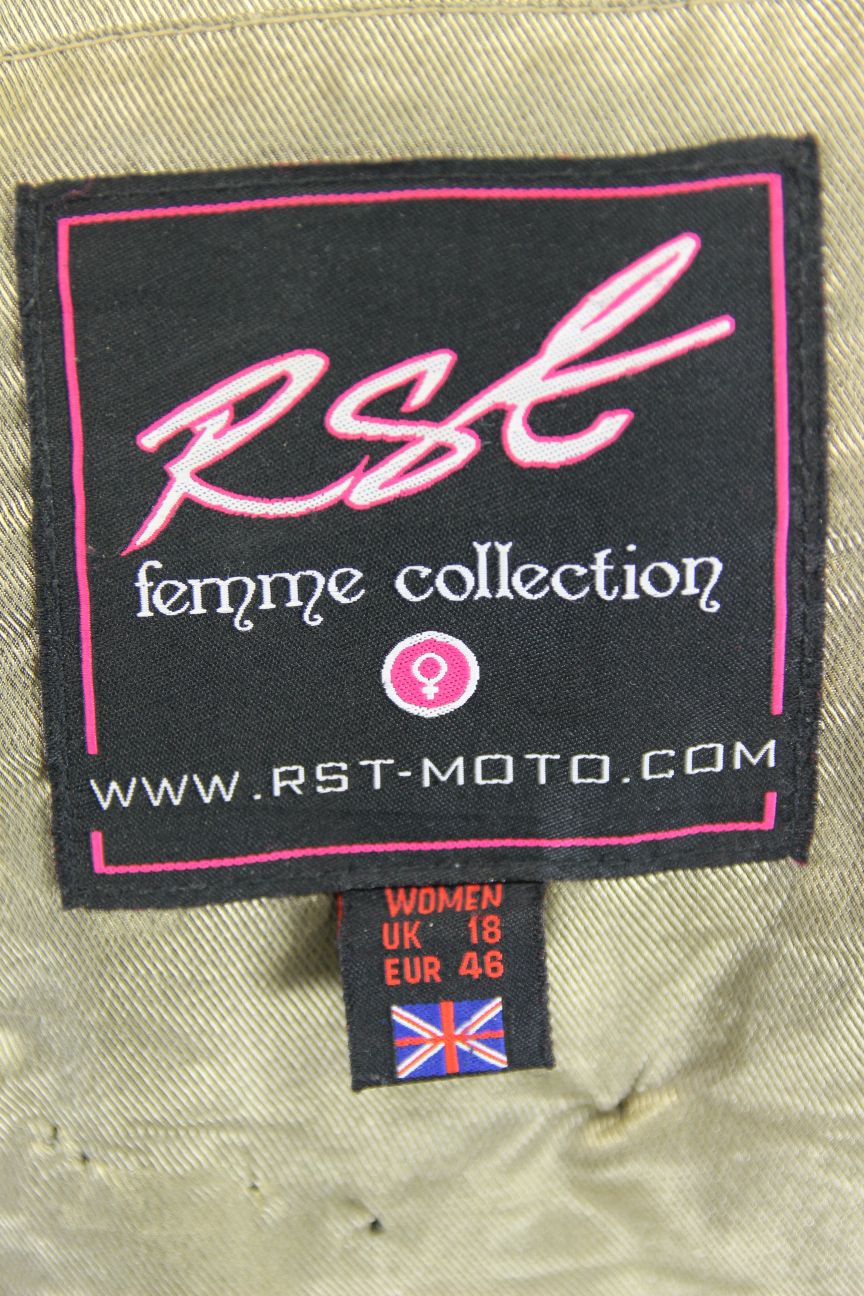 RSt
femme collection
WWW.RST-MOTO.COM
WOMEN
UK 18
EUR 46